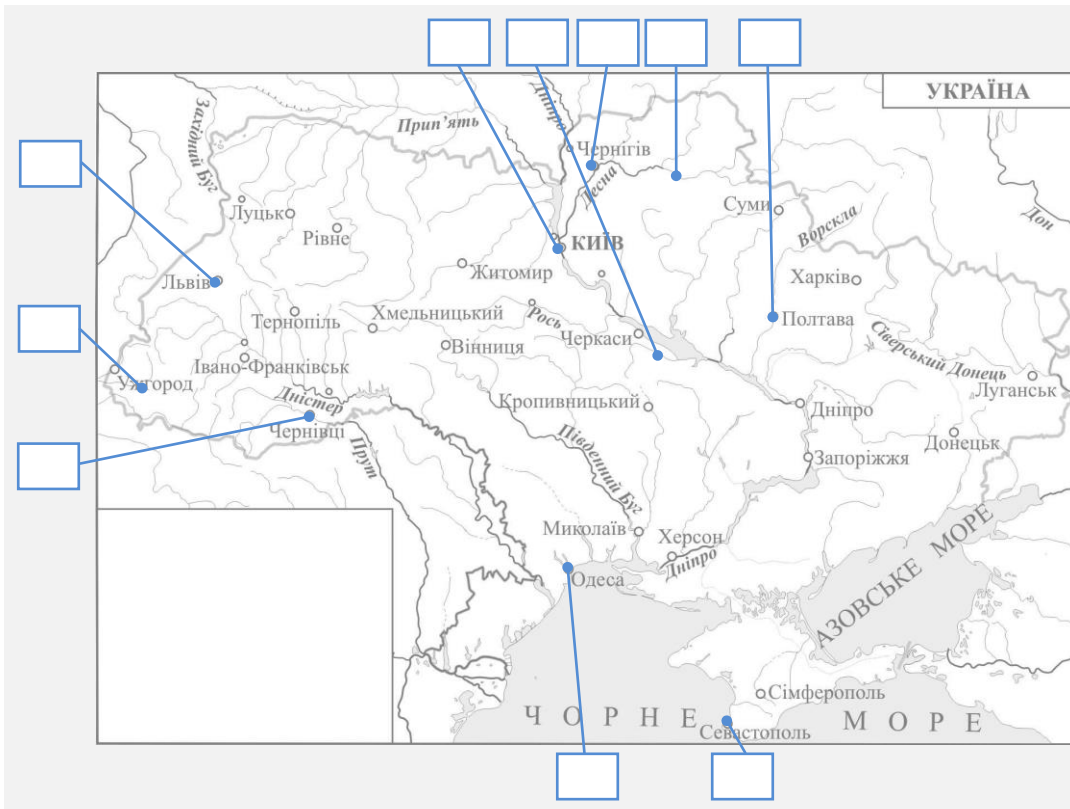 УКРАЇНА
Західний Буг
Прип’ять
Дніпро
Чернігів
Десна
Луцьк
Рівне
Суми
Ворскла
Дон
КИЇВ
Житомир
Львів
Харків
Тернопіль
Хмельницький
Рось
Черкаси
Полтава
Вінниця
Сіверський Донець
Івано-Франківськ
Ужгород
Луганськ
Дністер
Кропивницький
Дніпро
Чернівці
Донецьк
Прут
Південний Буг
Запоріжжя
Миколаїв
Херсон
Дніпро
Одеса
АЗОВСЬКЕ МОРЕ
Сімферополь
ЧОРНЕ МОРЕ
Севастополь